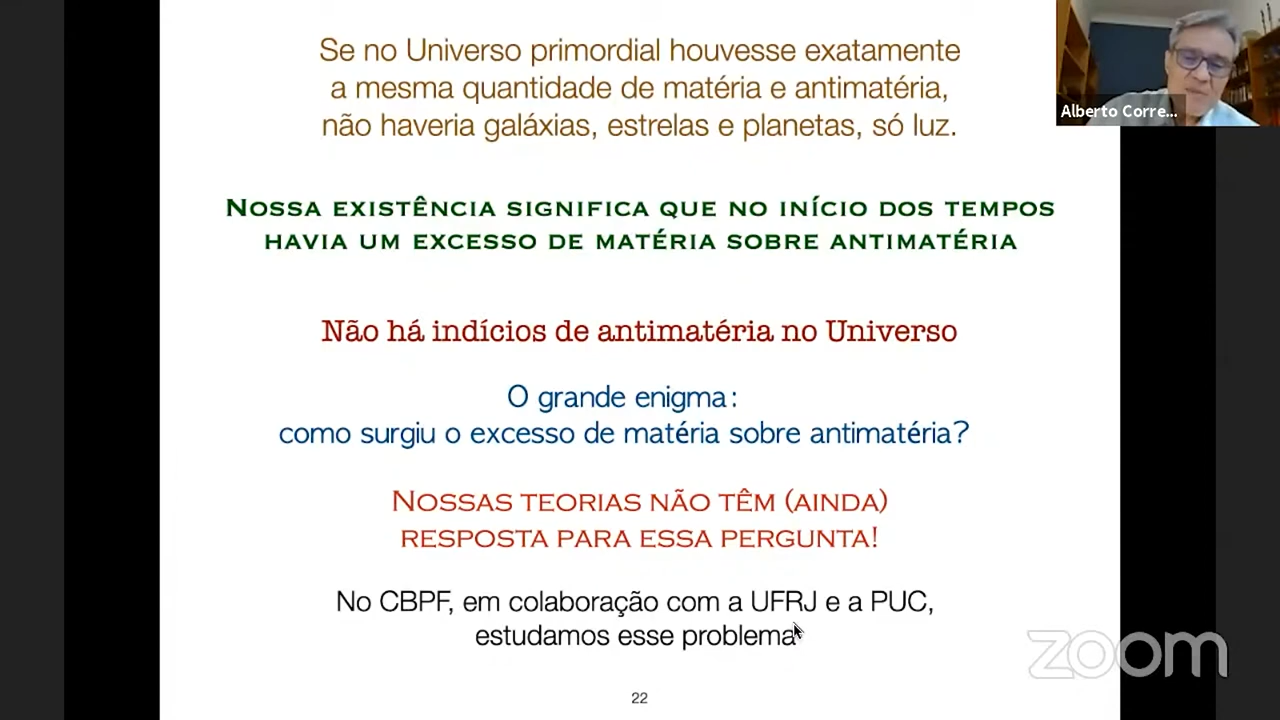 Se no Universo primordial houvesse exatamente
a mesma quantidade de matéria e antimatéria,
não haveria galáxias, estrelas e planetas, só luz.
Alberto Corre...
NOSSA EXISTÊNCIA SIGNIFICA QUE NO INÍCIO DOS TEMPOS
HAVIA UM EXCESSO DE MATÉRIA SOBRE ANTIMATÉRIA
Não há indícios de antimatéria no Universo
O grande enigma:
como surgiu o excesso de matéria sobre antimatéria?
NOSSAS TEORIAS NÃO TÊM (AINDA)
RESPOSTA PARA ESSA PERGUNTA!
No CBPF, em colaboração com a UFRJ e a PUC,
estudamos esse problema
zoom
22